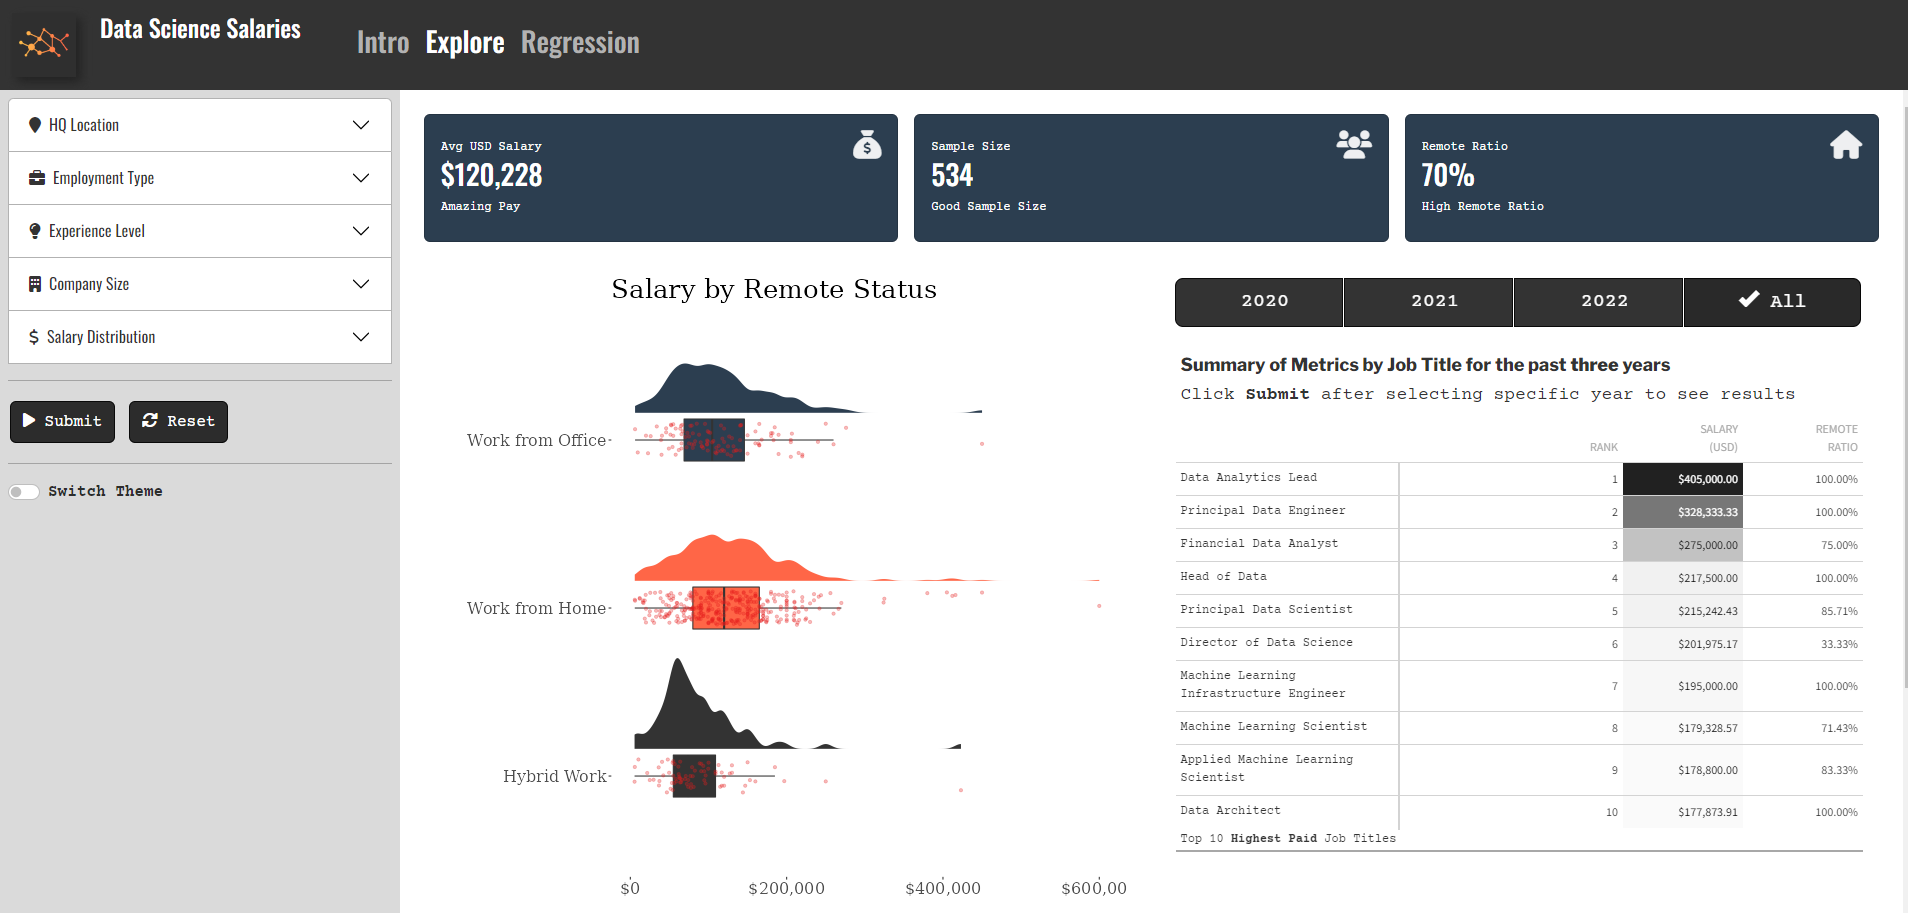 Data Science Salaries
Intro Explore Regression
HQ Location
Employment Type
Experience Level
Company Size
Salary Distribution
Submit Reset
Switch Theme
Avg USD Salary
$120,228
Amazing Pay
Sample Size
534
Good Sample Size
Remote Ratio
70%
High Remote Ratio
Salary by Remote Status
Work from Office
Work from Home
Hybrid Work
$0 $200,000 $400,000 $600,00
2020 2021 2022 All
Summary of Metrics by Job Title for the past three years
Click Submit after selecting specific year to see results
RANK SALARY (USD) REMOTE RATIO
Data Analytics Lead 1 $405,000.00 100.00%
Principal Data Engineer 2 $328,333.33 100.00%
Financial Data Analyst 3 $275,000.00 75.00%
Head of Data 4 $217,500.00 100.00%
Principal Data Scientist 5 $215,242.43 85.71%
Director of Data Science 6 $201,975.17 33.33%
Machine Learning
Infrastructure Engineer 7 $195,000.00 100.00%
Machine Learning Scientist 8 $179,328.57 71.43%
Applied Machine Learning
Scientist 9 $178,800.00 83.33%
Data Architect 10 $177,873.91 100.00%
Top 10 Highest Paid Job Titles